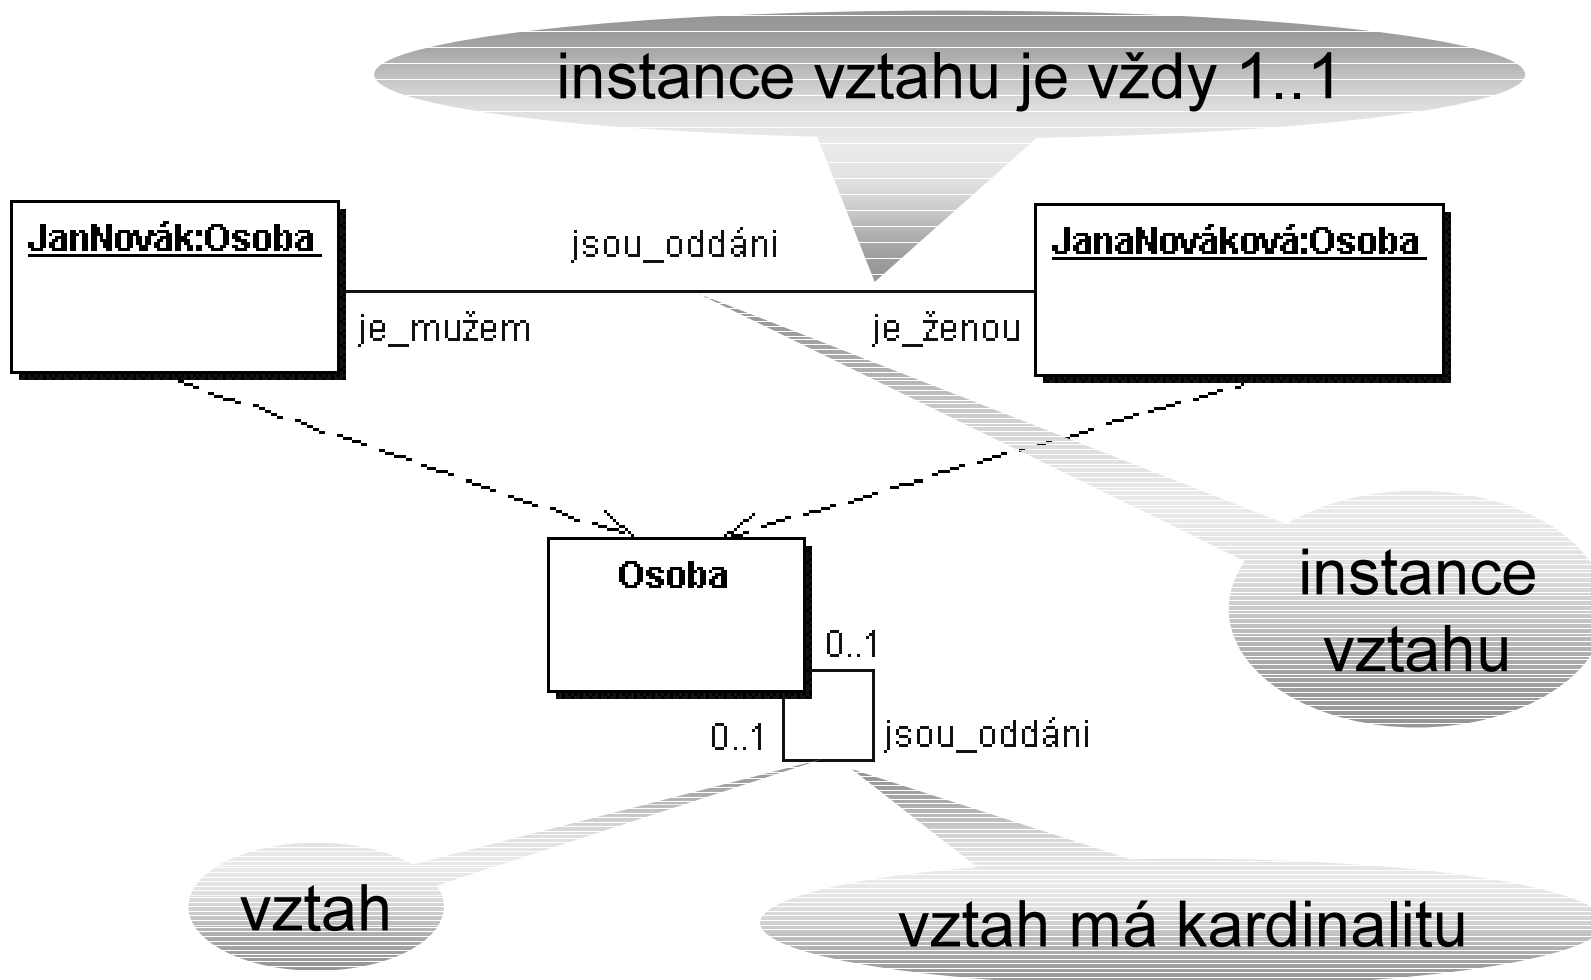 instance vztahu je vždy 1..1
JanNovák:Osoba
jsou_oddáni
JanaNováková:Osoba
je_mužem
je_ženou
Osoba
instance
vztahu
0..1
0..1
jsou_oddáni
vztah
vztah má kardinalitu